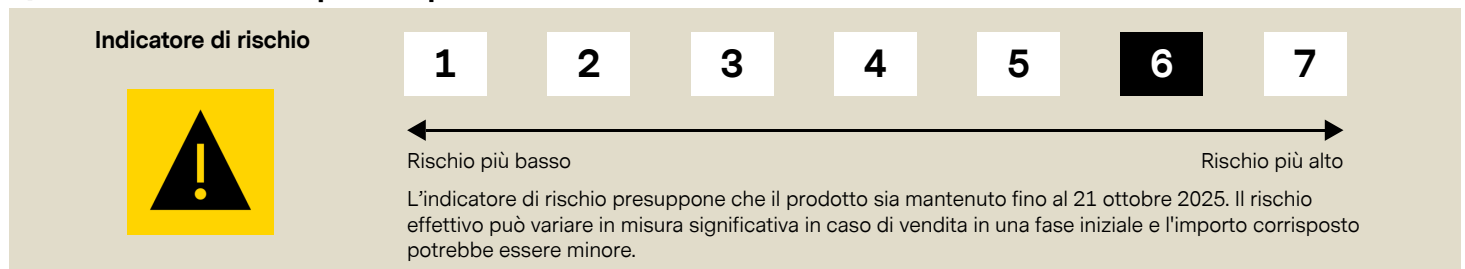 Indicatore di rischio
1 2 3 4 5 6 7
Rischio più basso Rischio più alto
L'indicatore di rischio presuppone che il prodotto sia mantenuto fino al 21 ottobre 2025. Il rischio
effettivo può variare in misura significativa in caso di vendita in una fase iniziale e l'importo corrisposto
potrebbe essere minore.